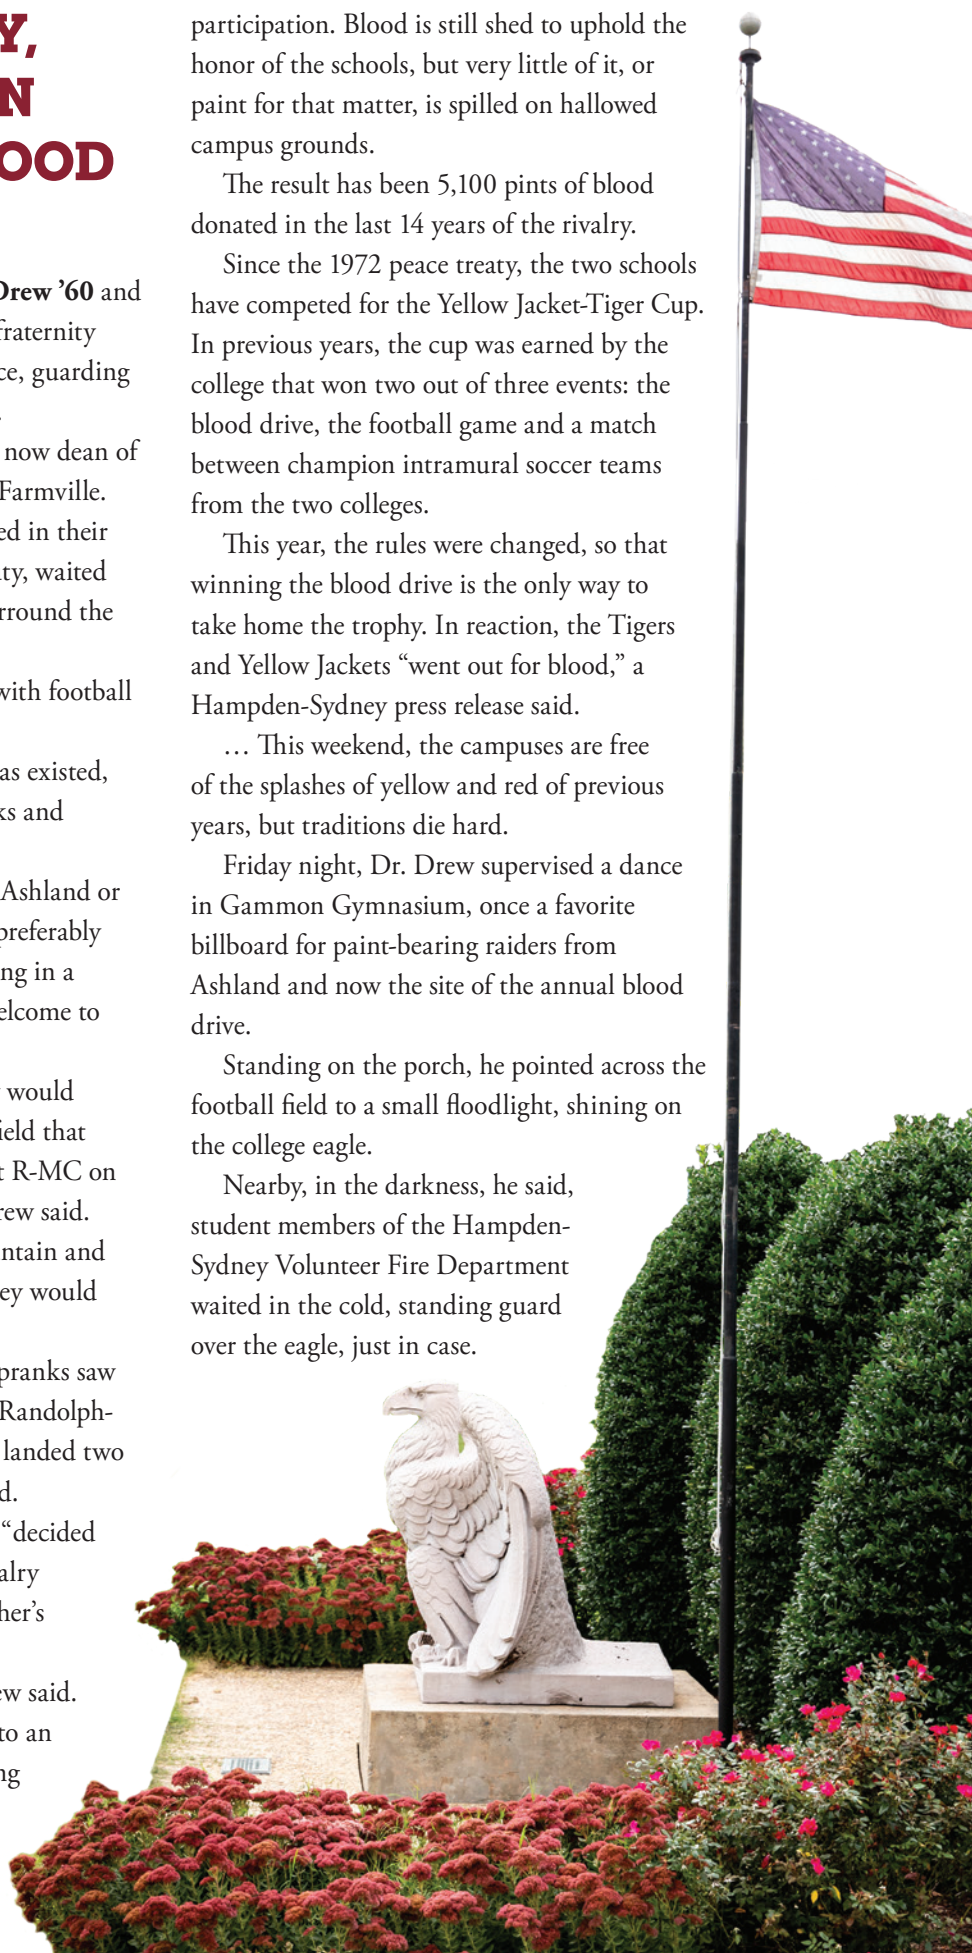 Y,
N
OOD
Drew ’60 and
fraternity
ce, guarding
.
now dean of
Farmville.
ed in their
ty, waited
rround the
with football
as existed,
ks and
Ashland or
preferably
ng in a
elcome to
would
ield that
t R-MC on
rew said.
ntain and
ey would
pranks saw
Randolph-
landed two
d.
“decided
alry
her’s
ew said.
to an
ng
participation. Blood is still shed to uphold the
honor of the schools, but very little of it, or
paint for that matter, is spilled on hallowed
campus grounds.
The result has been 5,100 pints of blood
donated in the last 14 years of the rivalry.
Since the 1972 peace treaty, the two schools
have competed for the Yellow Jacket-Tiger Cup.
In previous years, the cup was earned by the
college that won two out of three events: the
blood drive, the football game and a match
between champion intramural soccer teams
from the two colleges.
This year, the rules were changed, so that
winning the blood drive is the only way to
take home the trophy. In reaction, the Tigers
and Yellow Jackets “went out for blood,” a
Hampden-Sydney press release said.
… This weekend, the campuses are free
of the splashes of yellow and red of previous
years, but traditions die hard.
Friday night, Dr. Drew supervised a dance
in Gammon Gymnasium, once a favorite
billboard for paint-bearing raiders from
Ashland and now the site of the annual blood
drive.
Standing on the porch, he pointed across the
football field to a small floodlight, shining on
the college eagle.
Nearby, in the darkness, he said,
student members of the Hampden-
Sydney Volunteer Fire Department
waited in the cold, standing guard
over the eagle, just in case.